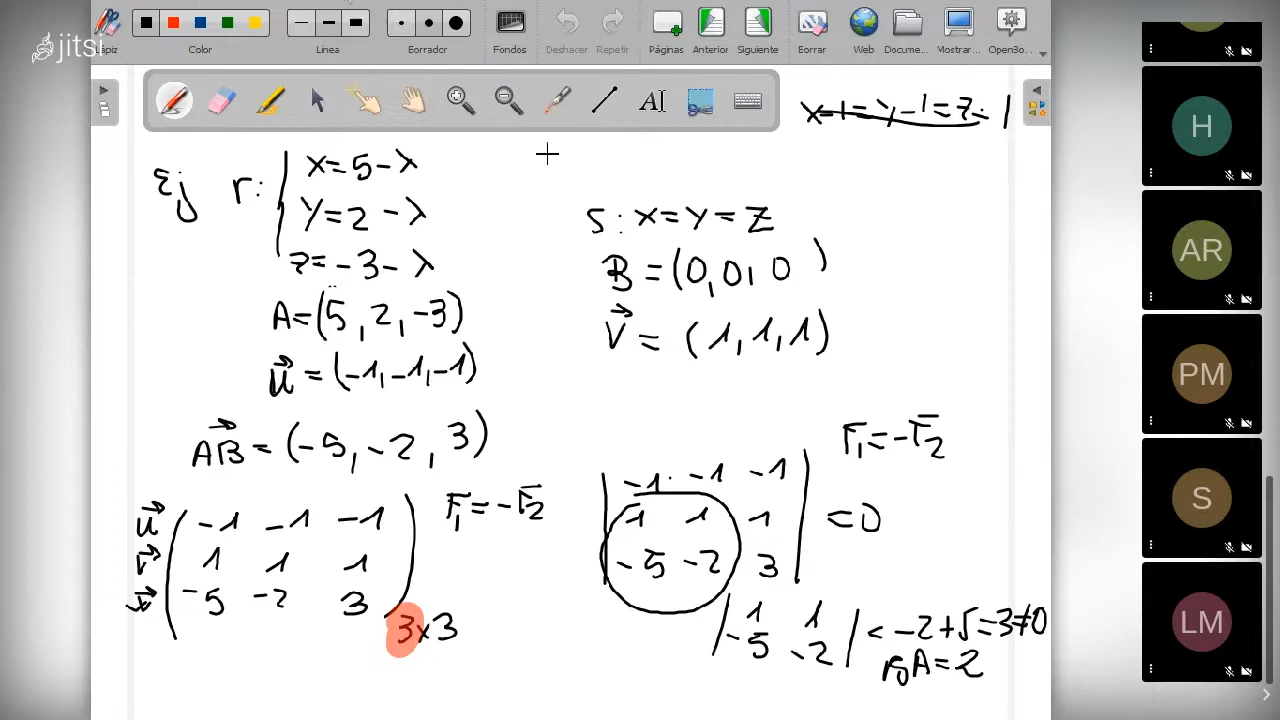 jitsi
Lápiz Color Línea Borrador Fondos Deshacer Repetir Páginas Anterior Siguiente Borrar Web Docume... Mostrar... OpenBo...
x-1=y-1=z-1
Ej r: x=5-λ
y=2-λ
z=-3-λ
A=(5,2,-3)
u⃗=(-1,-1,-1)
s: x=y=z
B=(0,0,0)
v⃗=(1,1,1)
AB⃗=(-5,-2,3)
u⃗ -1 -1 -1
v⃗ 1 1 1
-5 -2 3
3x3
F₁=-F₂
-1 -1 -1
1 1 1
-5 -2 3
=0
F₁=-F₂
1 1
-5 -2
=-2+5=3≠0
rgA=2
H
AR
PM
S
LM